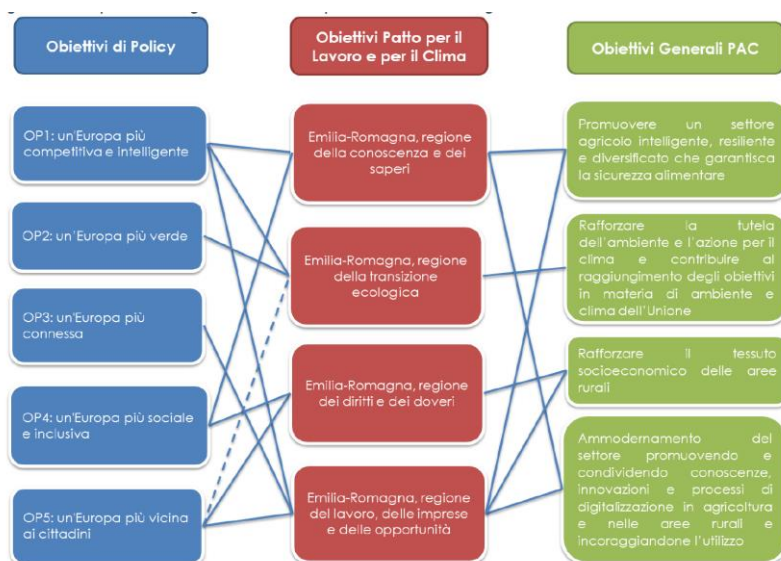 Obiettivi di Policy
Obiettivi Patto per il
Lavoro e per il Clima
Obiettivi Generali PAC
OP1: un'Europa più
competitiva e intelligente
OP2: un'Europa più verde
OP3: un'Europa più
connessa
OP4: un'Europa più sociale
e inclusiva
OP5: un'Europa più vicina
ai cittadini
Emilia-Romagna, regione
della conoscenza e dei
saperi
Emilia-Romagna, regione
della transizione
ecologica
Emilia-Romagna, regione
dei diritti e dei doveri
Emilia-Romagna, regione
del lavoro, delle imprese
e delle opportunità
Promuovere un settore
agricolo intelligente, resiliente
e diversificato che garantisca
la sicurezza alimentare
Rafforzare la tutela
dell'ambiente e l'azione per il
clima e contribuire al
raggiungimento degli obiettivi
in materia di ambiente e
clima dell'Unione
Rafforzare il tessuto
socioeconomico delle aree
rurali
Ammodernamento del
settore promuovendo e
condividendo conoscenze,
innovazioni e processi di
digitalizzazione in agricoltura
e nelle aree rurali e
incoraggiandone l'utilizzo